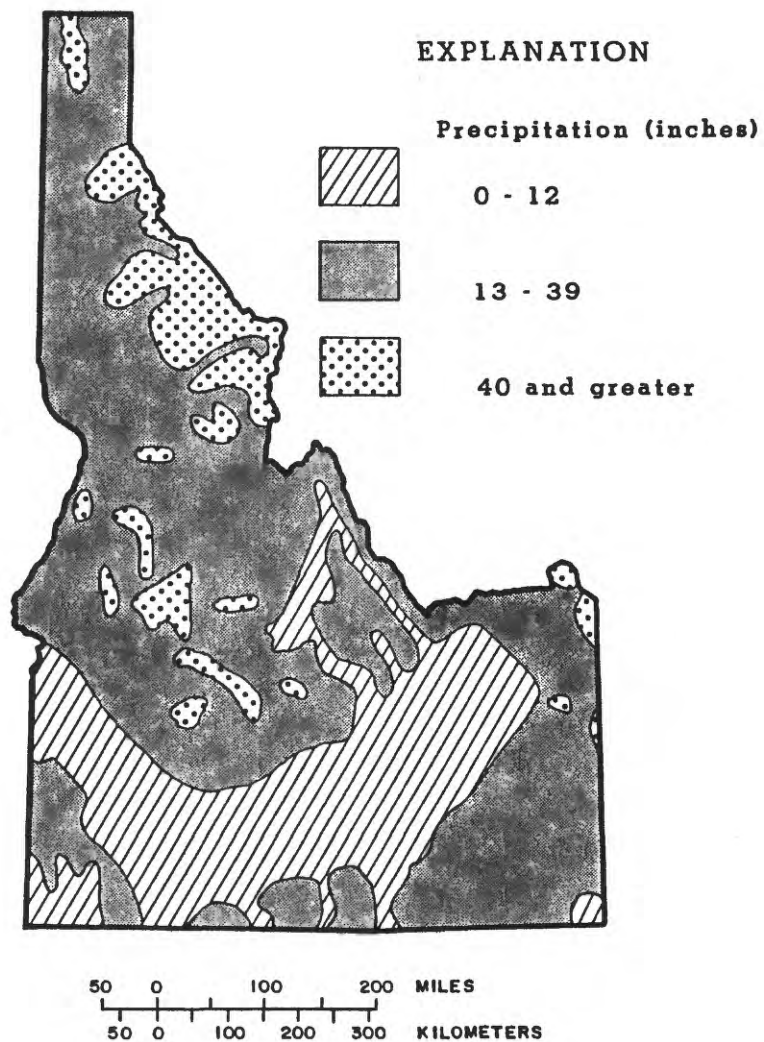 EXPLANATION
Precipitation (inches)
0 - 12
13 - 39
40 and greater
50 0 100 200 MILES
50 0 100 200 300 KILOMETERS